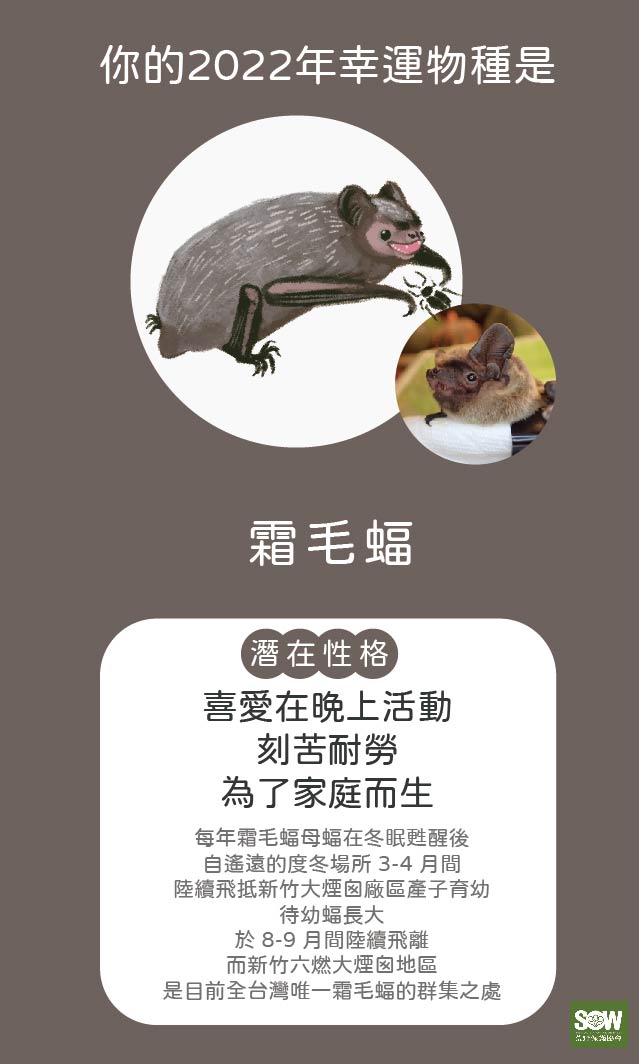 你的2022年幸運物種是
霜毛蝠
潛在性格
喜愛在晚上活動
刻苦耐勞
為了家庭而生
每年霜毛蝠母蝠在冬眠甦醒後
自遙遠的度冬場所 3-4 月間
陸續飛抵新竹大煙囪廠區產子育幼
待幼蝠長大
於 8-9 月間陸續飛離
而新竹六燃大煙囪地區
是目前全台灣唯一霜毛蝠的群集之處
SOW
荒野保護協會